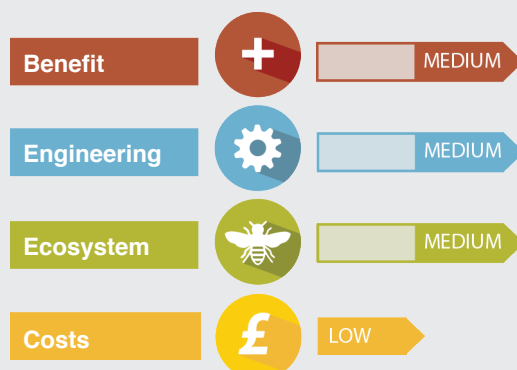 Benefit
+
MEDIUM
Engineering
MEDIUM
Ecosystem
MEDIUM
Costs
£
LOW